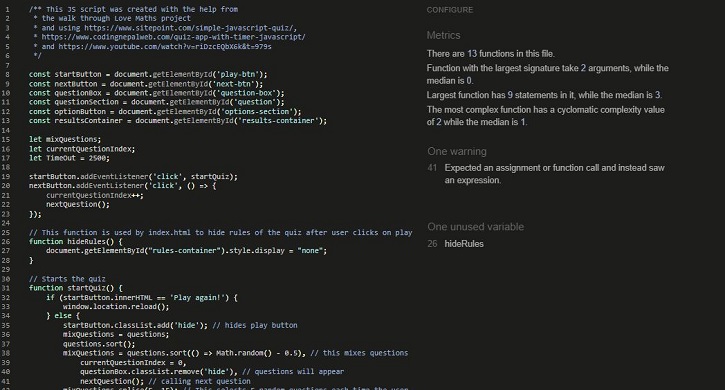 1 /** This JS script was created with the help from
2 * the walk through Love Maths project
3 * and using https://www.sitepoint.com/simple-javascript-quiz/,
4 * https://www.codingnepalweb.com/quiz-app-with-timer-javascript/
5 * and https://www.youtube.com/watch?v=riDzcEQbX6k&t=979s
6 */
7
8 const startButton = document.getElementById('play-btn');
9 const nextButton = document.getElementById('next-btn');
10 const questionBox = document.getElementById('question-box');
11 const questionSection = document.getElementById('question');
12 const optionButton = document.getElementById('options-section');
13 const resultsContainer = document.getElementById('results-container');
14
15 let mixQuestions;
16 let currentQuestionIndex;
17 let TimeOut = 2500;
18
19 startButton.addEventListener('click', startQuiz);
20 nextButton.addEventListener('click', () => {
21 currentQuestionIndex++;
22 nextQuestion();
23 });
24
25 // This function is used by index.html to hide rules of the quiz after user clicks on play
26 function hideRules() {
27 document.getElementById("rules-container").style.display = "none";
28 }
29
30 // Starts the quiz
31 function startQuiz() {
32 if (startButton.innerHTML == 'Play again!') {
33 window.location.reload();
34 } else {
35 startButton.classList.add('hide'); // hides play button
36 mixQuestions = questions;
37 questions.sort();
38 mixQuestions = questions.sort(() => Math.random() - 0.5), // this mixes questions
39 currentQuestionIndex = 0,
40 questionBox.classList.remove('hide'), // questions will appear
41 nextQuestion(); // calling next question
CONFIGURE
Metrics
There are 13 functions in this file.
Function with the largest signature take 2 arguments, while the
median is 0.
Largest function has 9 statements in it, while the median is 3.
The most complex function has a cyclomatic complexity value
of 2 while the median is 1.
One warning
41 Expected an assignment or function call and instead saw
an expression.
One unused variable
26 hideRules